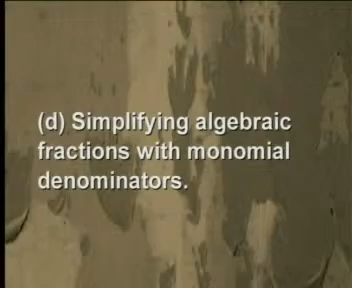 (d) Simplifying algebraic
fractions with monomial
denominators.